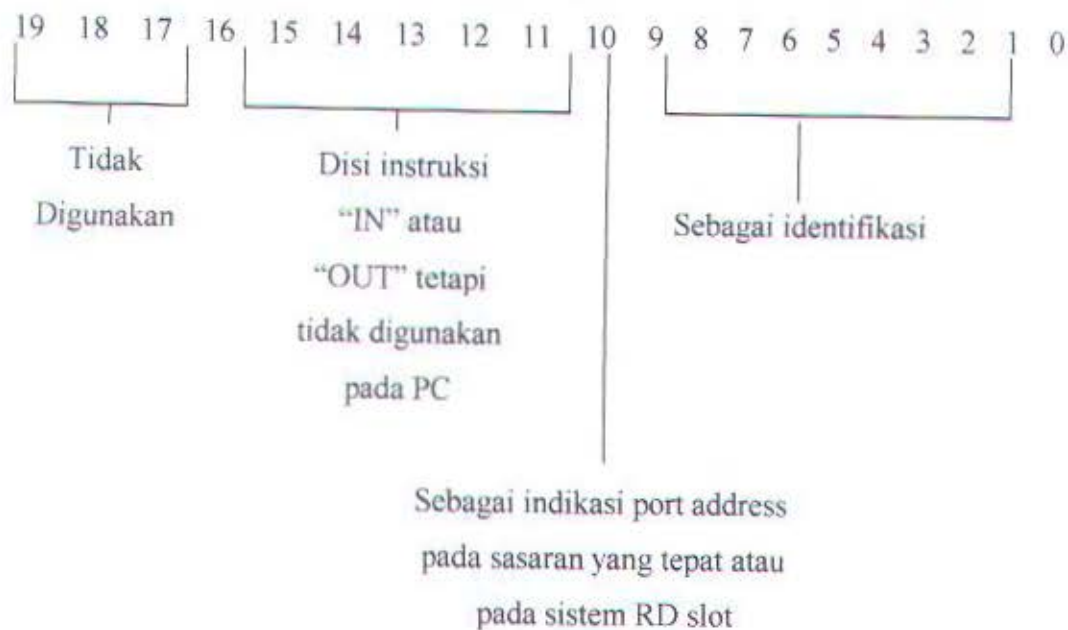 19 18 17 16 15 14 13 12 11 10 9 8 7 6 5 4 3 2 1 0
Tidak
Digunakan
Disi instruksi
“IN” atau
“OUT” tetapi
tidak digunakan
pada PC
Sebagai identifikasi
Sebagai indikasi port address
pada sasaran yang tepat atau
pada sistem RD slot